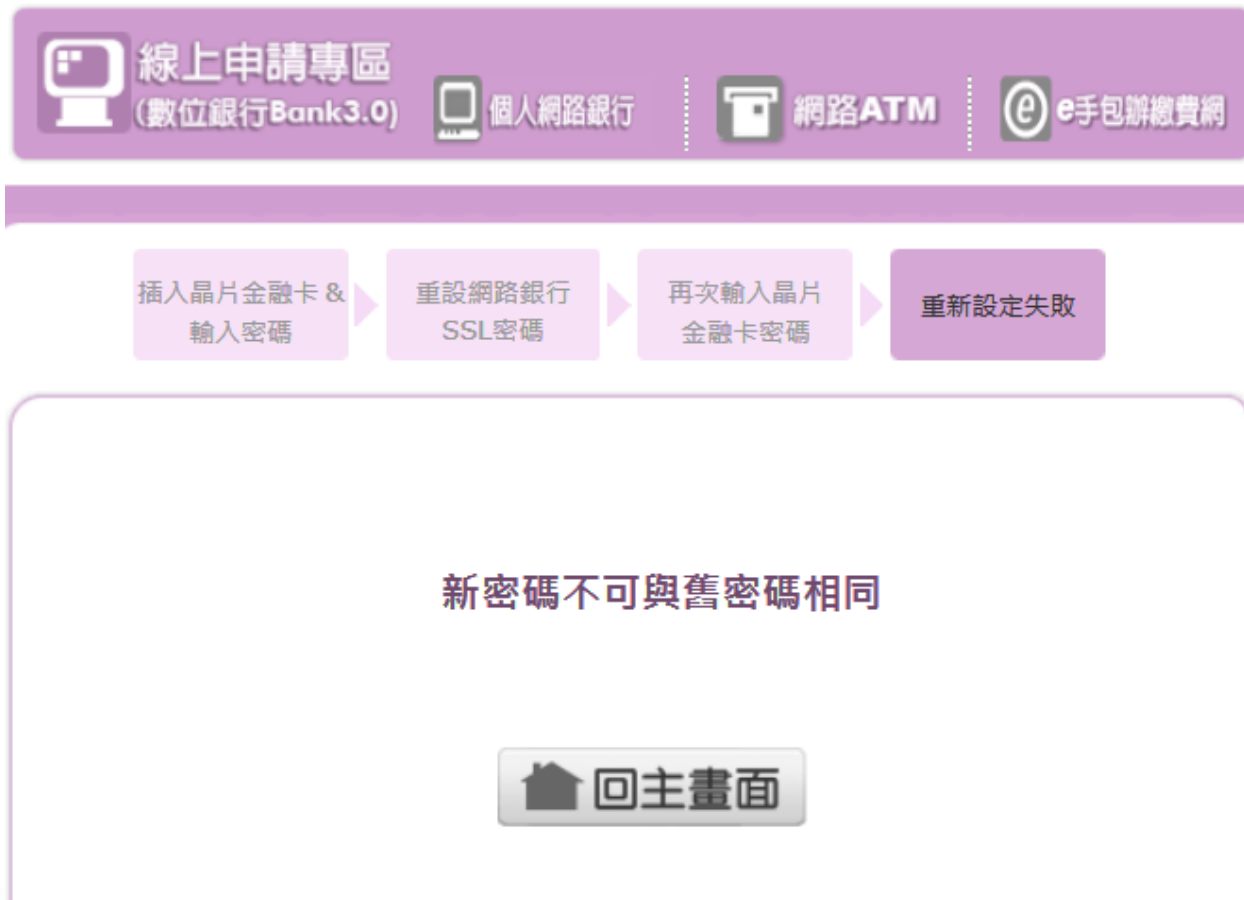 線上申請專區
(數位銀行Bank3.0)
個人網路銀行
網路ATM
e手包辦繳費網
插入晶片金融卡 &
輸入密碼
重設網路銀行
SSL密碼
再次輸入晶片
金融卡密碼
重新設定失敗
新密碼不可與舊密碼相同
回主畫面